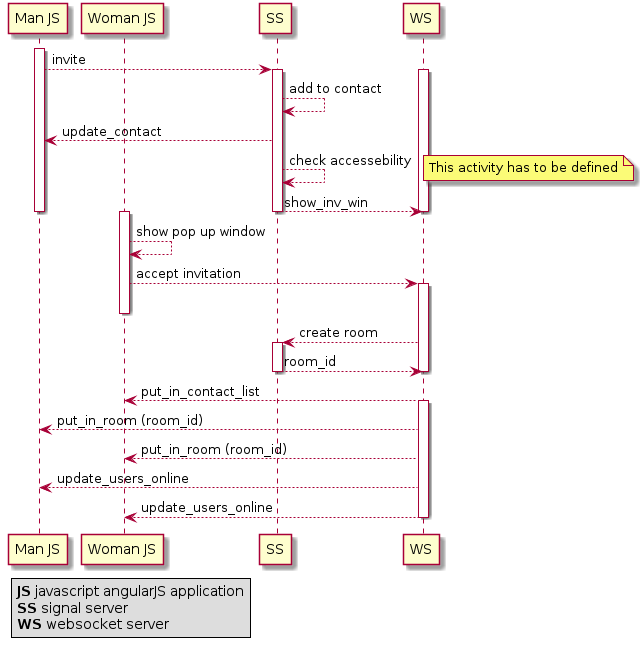 Man JS
Woman JS
SS
WS
invite
add to contact
update_contact
check accessebility
This activity has to be defined
show_inv_win
show pop up window
accept invitation
create room
room_id
put_in_contact_list
put_in_room (room_id)
put_in_room (room_id)
update_users_online
update_users_online
Man JS
Woman JS
SS
WS
JS javascript angularJS application
SS signal server
WS websocket server